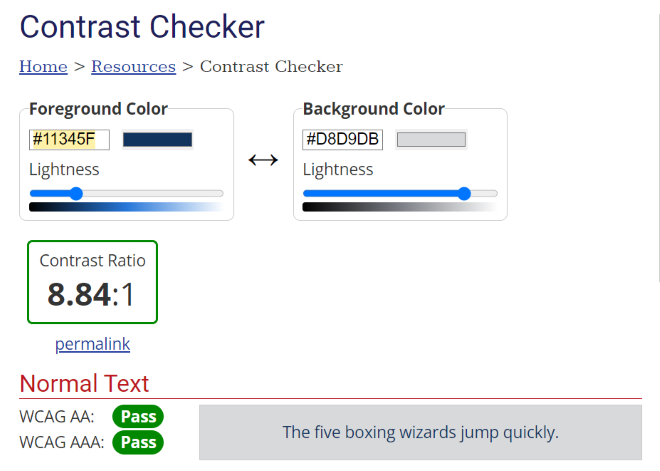 Contrast Checker
Home > Resources > Contrast Checker
Foreground Color
#11345F
Lightness
Background Color
#D8D9DB
Lightness
Contrast Ratio
8.84:1
permalink
Normal Text
WCAG AA: Pass
WCAG AAA: Pass
The five boxing wizards jump quickly.